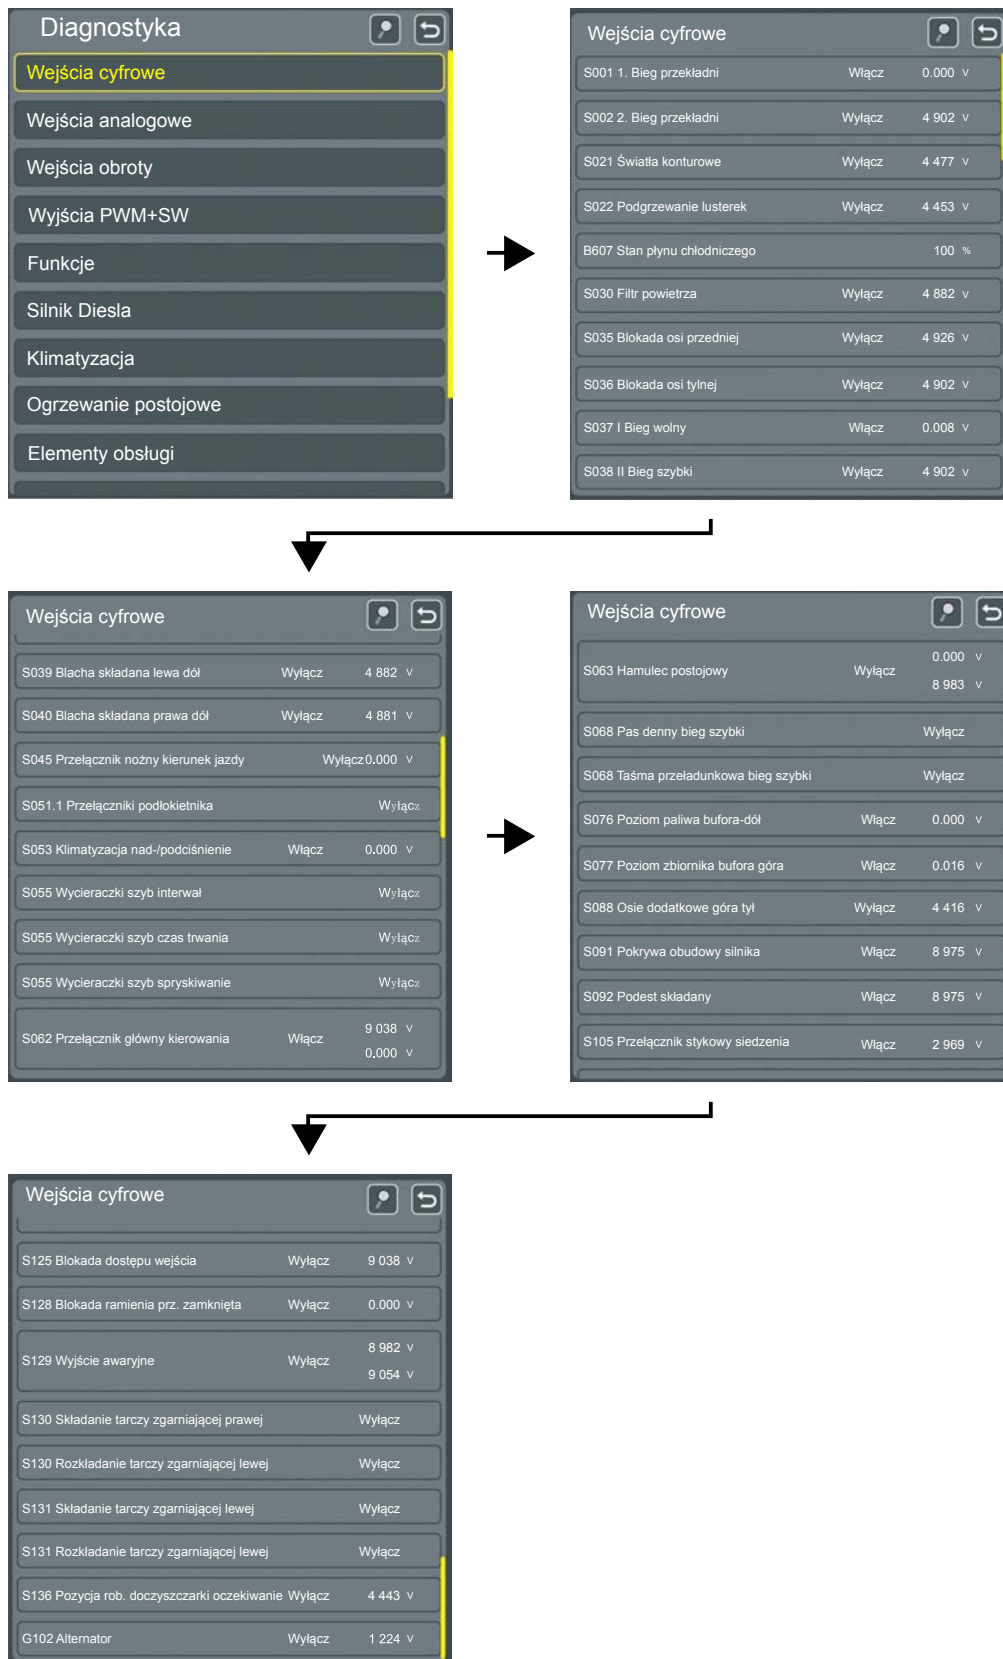 Diagnostyka
Wejścia cyfrowe
Wejścia analogowe
Wejścia obroty
Wyjścia PWM+SW
Funkcje
Silnik Diesla
Klimatyzacja
Ogrzewanie postojowe
Elementy obsługi
Wejścia cyfrowe
S001 1. Bieg przekładni Włącz 0.000 V
S002 2. Bieg przekładni Wyłącz 4 902 V
S021 Światła konturowe Wyłącz 4 477 V
S022 Podgrzewanie lusterek Wyłącz 4 453 V
B607 Stan płynu chłodniczego 100 %
S030 Filtr powietrza Wyłącz 4 882 V
S035 Blokada osi przedniej Wyłącz 4 926 V
S036 Blokada osi tylnej Wyłącz 4 902 V
S037 I Bieg wolny Włącz 0.008 V
S038 II Bieg szybki Wyłącz 4 902 V
Wejścia cyfrowe
S039 Blacha składana lewa dół Wyłącz 4 882 V
S040 Blacha składana prawa dół Wyłącz 4 881 V
S045 Przełącznik nożny kierunek jazdy Wyłącz 0.000 V
S051.1 Przełączniki podłokietnika Wyłącz
S053 Klimatyzacja nad-/podciśnienie Włącz 0.000 V
S055 Wycieraczki szyb interwał Wyłącz
S055 Wycieraczki szyb czas trwania Wyłącz
S055 Wycieraczki szyb spryskiwanie Wyłącz
S062 Przełącznik główny kierowania Włącz 9 038 V
0.000 V
Wejścia cyfrowe
S063 Hamulec postojowy Wyłącz 0.000 V
8 983 V
S068 Pas denny bieg szybki Wyłącz
S068 Taśma przeładunkowa bieg szybki Wyłącz
S076 Poziom paliwa bufora-dół Włącz 0.000 V
S077 Poziom zbiornika bufora góra Włącz 0.016 V
S088 Osie dodatkowe góra tył Wyłącz 4 416 V
S091 Pokrywa obudowy silnika Włącz 8 975 V
S092 Podest składany Włącz 8 975 V
S105 Przełącznik stykowy siedzenia Włącz 2 969 V
Wejścia cyfrowe
S125 Blokada dostępu wejścia Wyłącz 9 038 V
S128 Blokada ramienia prz. zamknięta Wyłącz 0.000 V
S129 Wyjście awaryjne Wyłącz 8 982 V
9 054 V
S130 Składanie tarczy zgarniającej prawej Wyłącz
S130 Rozkładanie tarczy zgarniającej lewej Wyłącz
S131 Składanie tarczy zgarniającej lewej Wyłącz
S131 Rozkładanie tarczy zgarniającej lewej Wyłącz
S136 Pozycja rob. doczyszczarki oczekiwanie Wyłącz 4 443 V
G102 Alternator Wyłącz 1 224 V